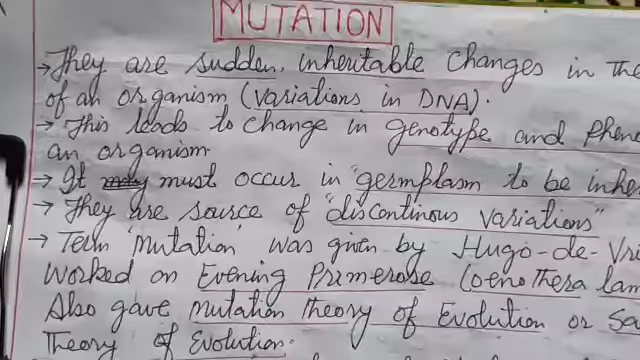 MUTATION
→ They are sudden, inheritable changes in the
of an organism (variations in DNA).
→ This leads to change in genotype and pheno
an organism
→ It must occur in "germplasm to be inher
→ They are source of "discontinous variations"
→ Term 'mutation' was given by Hugo-de-Vri
worked on Evening Primerose (oenothera lam
Also gave mutation theory of Evolution or Sa
Theory of Evolution.